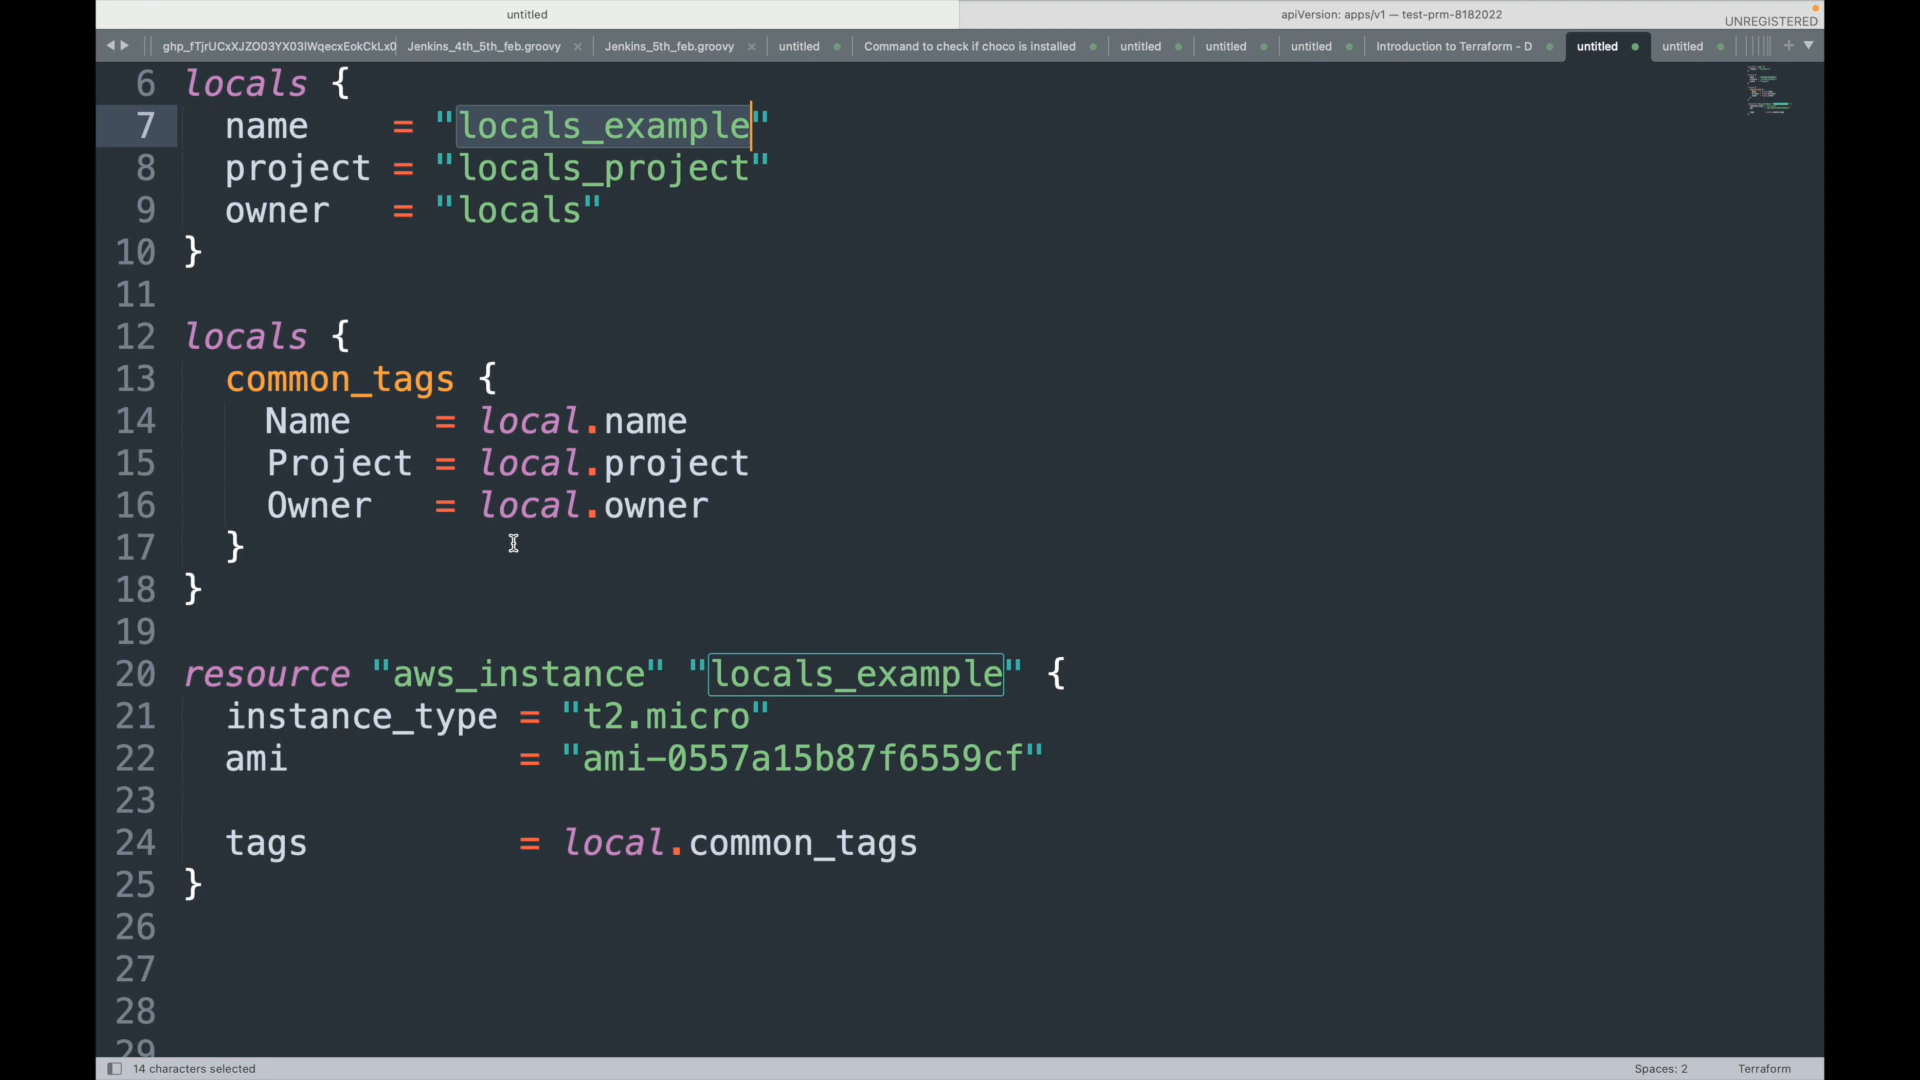 untitled
apiVersion: apps/v1 — test-prm-8182022
UNREGISTERED
Jenkins_4th_5th_feb.groovy
Jenkins_5th_feb.groovy
untitled
Command to check if choco is installed
untitled
untitled
untitled
Introduction to Terraform - D
untitled
untitled
6 locals {
7 name = "locals_example"
8 project = "locals_project"
9 owner = "locals"
10 }
11
12 locals {
13 common_tags {
14 Name = local.name
15 Project = local.project
16 Owner = local.owner
17 }
18 }
19
20 resource "aws_instance" "locals_example" {
21 instance_type = "t2.micro"
22 ami = "ami-0557a15b87f6559cf"
23
24 tags = local.common_tags
25 }
26
27
28
29
14 characters selected
Spaces: 2
Terraform